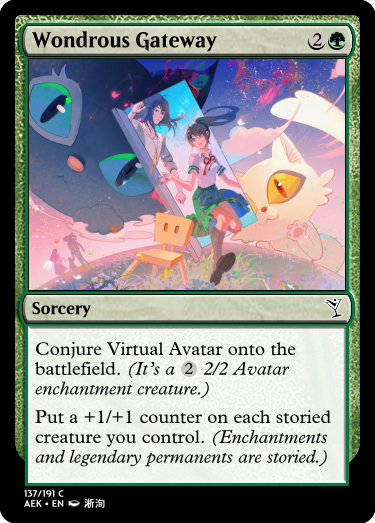 Wondrous Gateway 2
Sorcery
Conjure Virtual Avatar onto the
battlefield. (It's a 2 2/2 Avatar
enchantment creature.)
Put a +1/+1 counter on each storied
creature you control. (Enchantments
and legendary permanents are storied.)
137/191 C
AEK • EN 淅洵